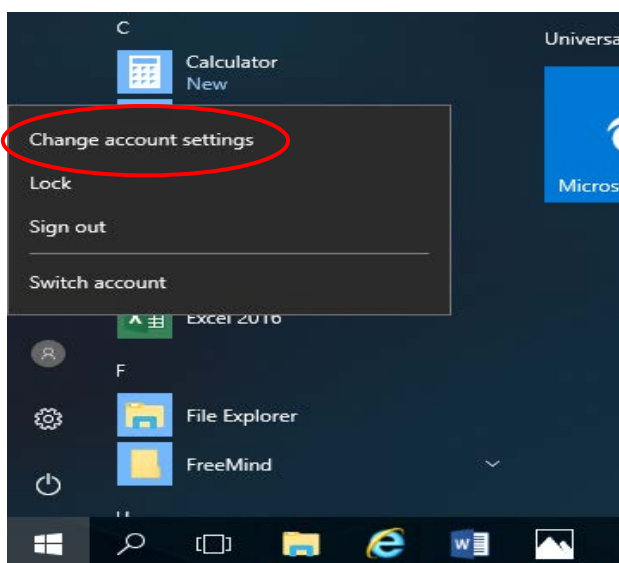 C
Universa
Calculator
New
Change account settings
Lock
Micros
Sign out
Switch account
Excel 2016
F
File Explorer
FreeMind